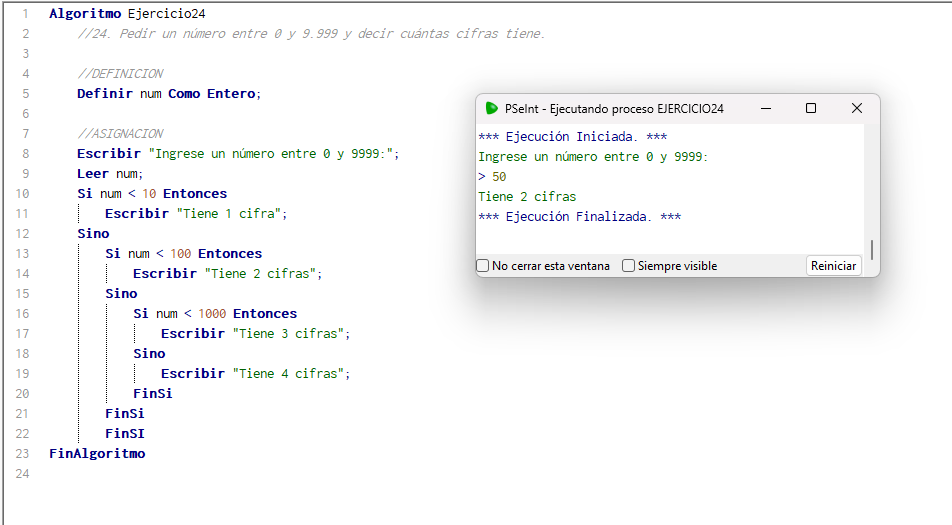 1 Algoritmo Ejercicio24
2 //24. Pedir un número entre 0 y 9.999 y decir cuántas cifras tiene.
3
4 //DEFINICION
5 Definir num Como Entero;
6
7 //ASIGNACION
8 Escribir "Ingrese un número entre 0 y 9999:";
9 Leer num;
10 Si num < 10 Entonces
11 Escribir "Tiene 1 cifra";
12 Sino
13 Si num < 100 Entonces
14 Escribir "Tiene 2 cifras";
15 Sino
16 Si num < 1000 Entonces
17 Escribir "Tiene 3 cifras";
18 Sino
19 Escribir "Tiene 4 cifras";
20 FinSi
21 FinSi
22 FinSI
23 FinAlgoritmo
24
PSeInt - Ejecutando proceso EJERCICIO24
*** Ejecución Iniciada. ***
Ingrese un número entre 0 y 9999:
> 50
Tiene 2 cifras
*** Ejecución Finalizada. ***
No cerrar esta ventana Siempre visible Reiniciar